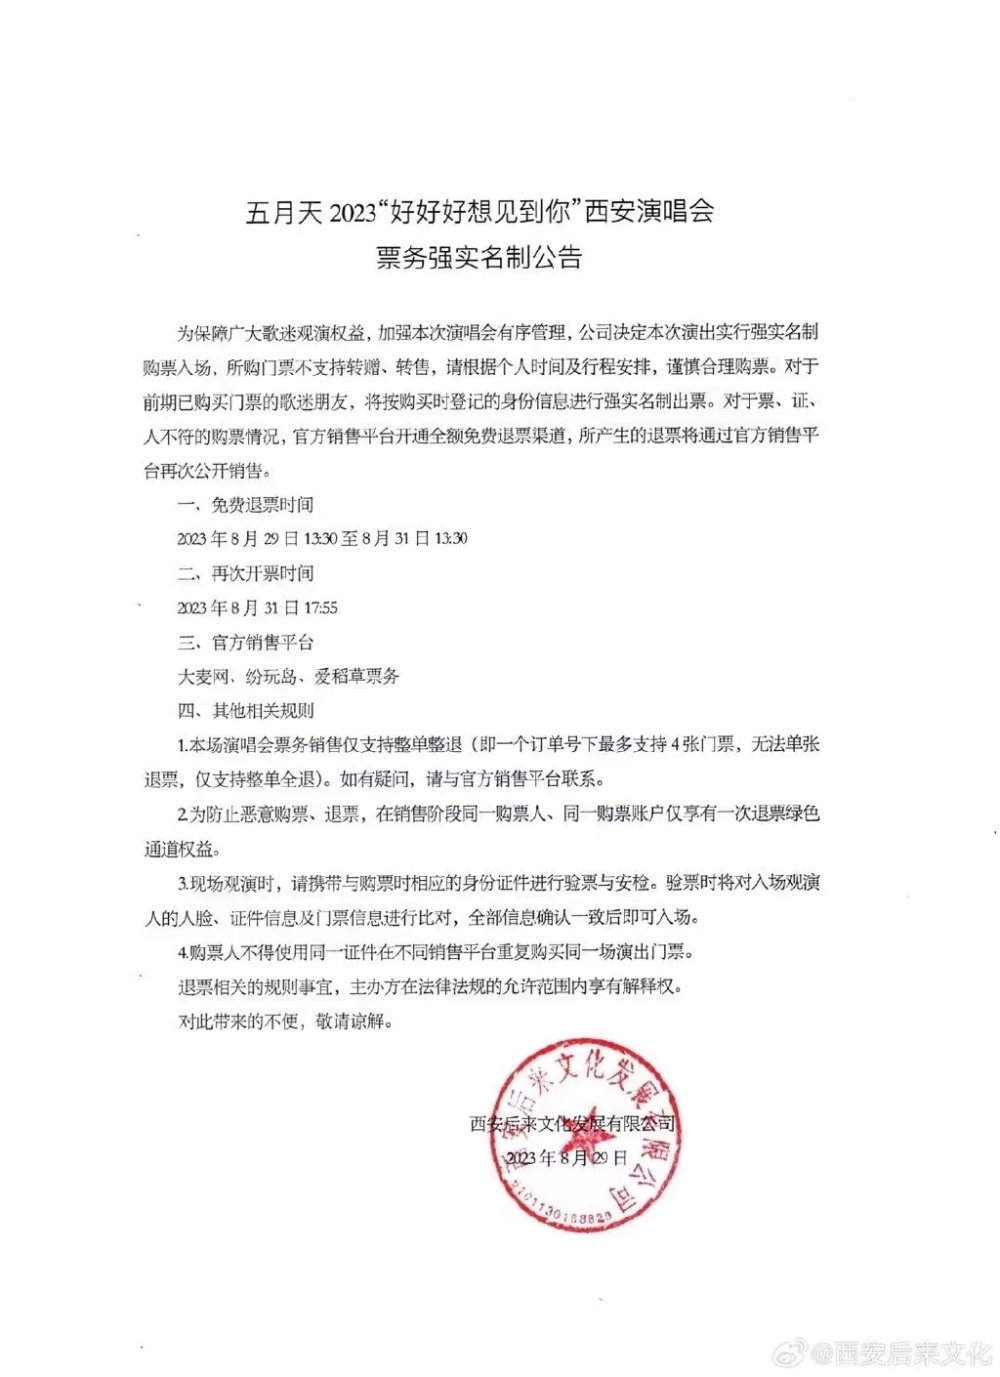 五月天 2023“好好好想见到你”西安演唱会
票务强实名制公告
为保障广大歌迷观演权益，加强本次演唱会有序管理，公司决定本次演出实行强实名制
购票入场，所购门票不支持转赠、转售，请根据个人时间及行程安排，谨慎合理购票。对于
前期已购买门票的歌迷朋友，将按购买时登记的身份信息进行强实名制出票。对于票、证、
人不符的购票情况，官方销售平台开通全额免费退票渠道，所产生的退票将通过官方销售平
台再次公开销售。
一、免费退票时间
2023 年 8 月 29 日 13:30 至 8 月 31 日 13:30
二、再次开票时间
2023 年 8 月 31 日 17:55
三、官方销售平台
大麦网、纷玩岛、爱稻草票务
四、其他相关规则
1.本场演唱会票务销售仅支持整单整退（即一个订单号下最多支持 4 张门票，无法单张
退票，仅支持整单全退）。如有疑问，请与官方销售平台联系。
2.为防止恶意购票、退票，在销售阶段同一购票人、同一购票账户仅享有一次退票绿色
通道权益。
3.现场观演时，请携带与购票时相应的身份证件进行验票与安检。验票时将对入场观演
人的人脸、证件信息及门票信息进行比对，全部信息确认一致后即可入场。
4.购票人不得使用同一证件在不同销售平台重复购买同一场演出门票。
退票相关的规则事宜，主办方在法律法规的允许范围内享有解释权。
对此带来的不便，敬请谅解。
西安后来文化发展有限公司
2023 年 8 月 29 日
西安后来文化发展有限公司
@西安后来文化